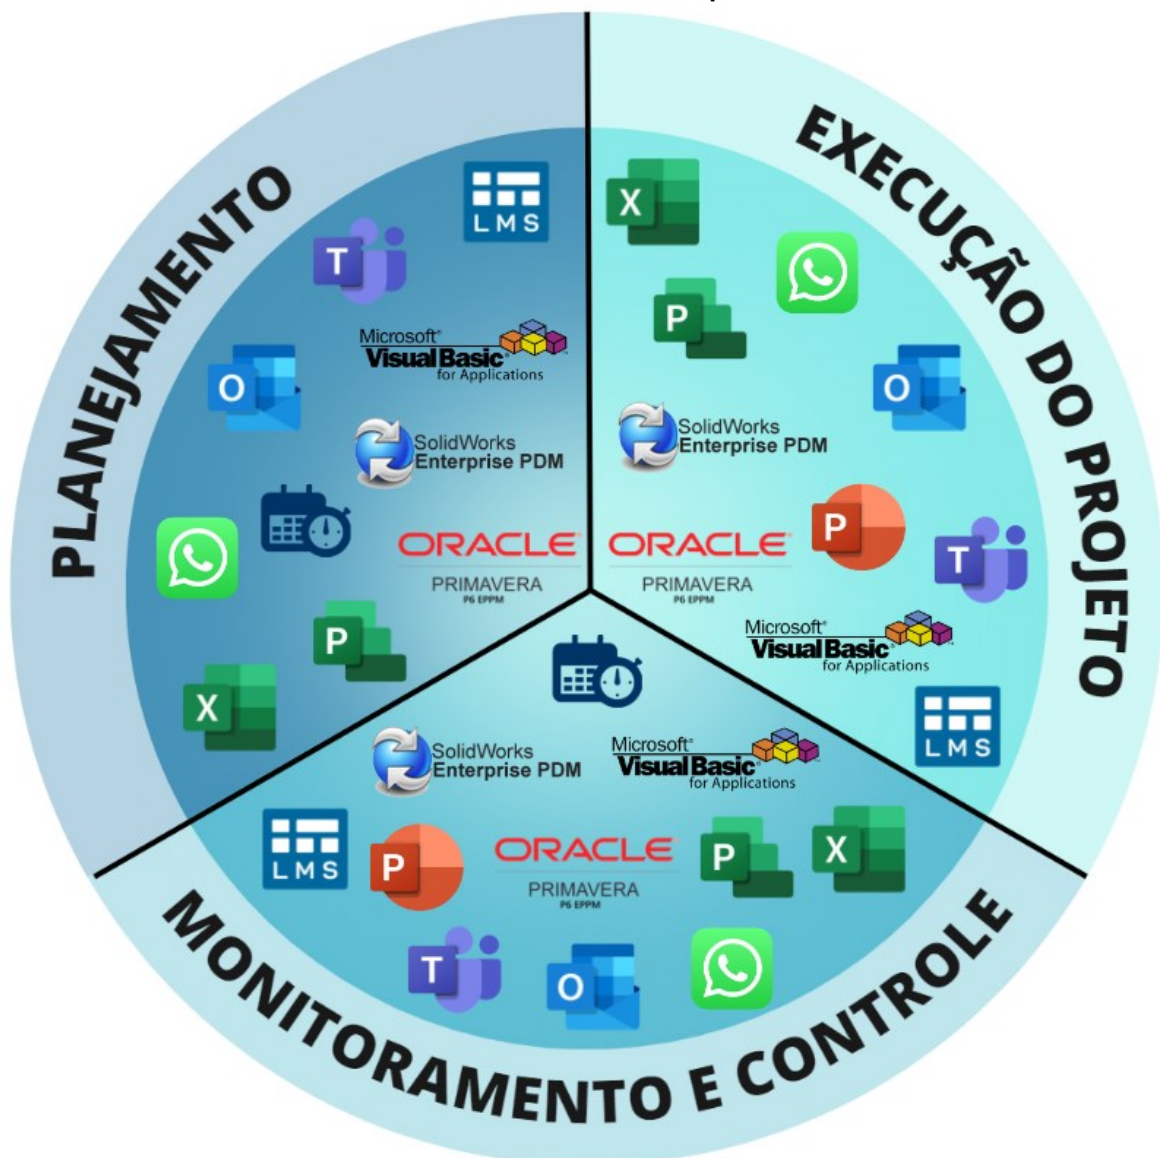 PLANEJAMENTO
LMS
T
Microsoft®
Visual Basic®
for Applications
O
SolidWorks
Enterprise PDM
ORACLE®
PRIMAVERA
P6 EPPM
P
X
EXECUÇÃO DO PROJETO
X
P
O
SolidWorks
Enterprise PDM
P
ORACLE®
PRIMAVERA
P6 EPPM
T
Microsoft®
Visual Basic®
for Applications
LMS
MONITORAMENTO E CONTROLE
SolidWorks
Enterprise PDM
Microsoft®
Visual Basic®
for Applications
LMS
P
ORACLE®
PRIMAVERA
P6 EPPM
P
X
T
O